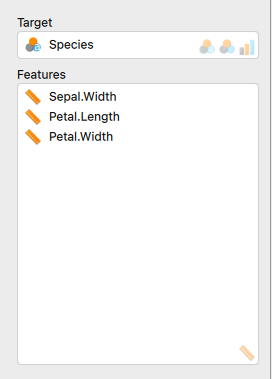 Target
Species
Features
Sepal.Width
Petal.Length
Petal.Width